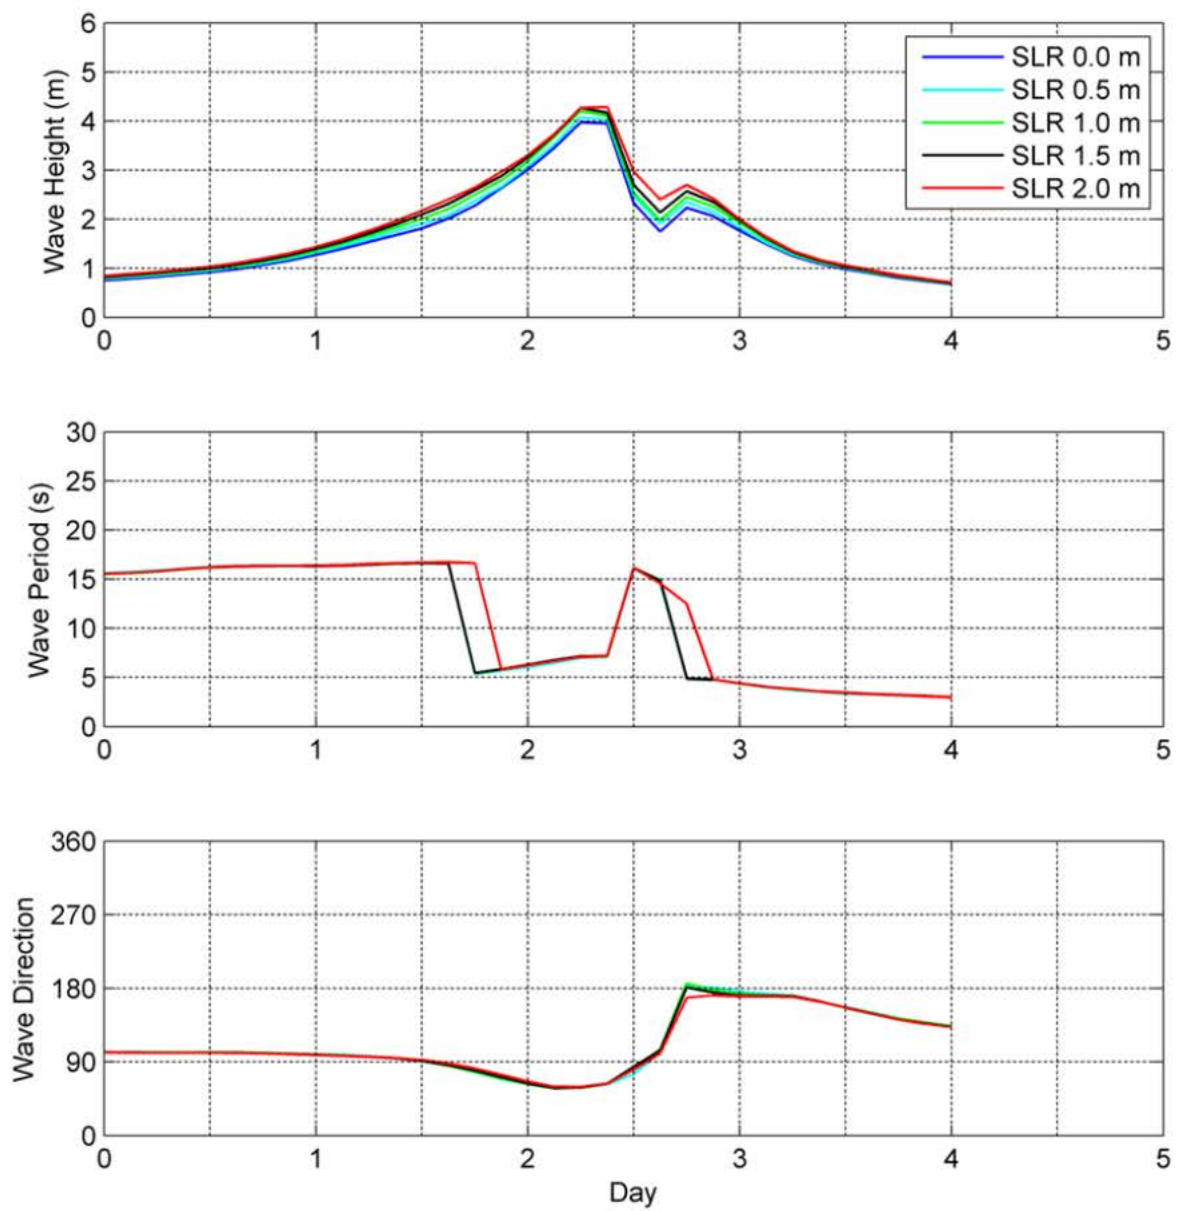 6
5
4
3
2
1
0
Wave Height (m)
SLR 0.0 m
SLR 0.5 m
SLR 1.0 m
SLR 1.5 m
SLR 2.0 m
0 1 2 3 4 5
30
25
20
15
10
5
0
Wave Period (s)
0 1 2 3 4 5
360
270
180
90
0
Wave Direction
0 1 2 3 4 5
Day